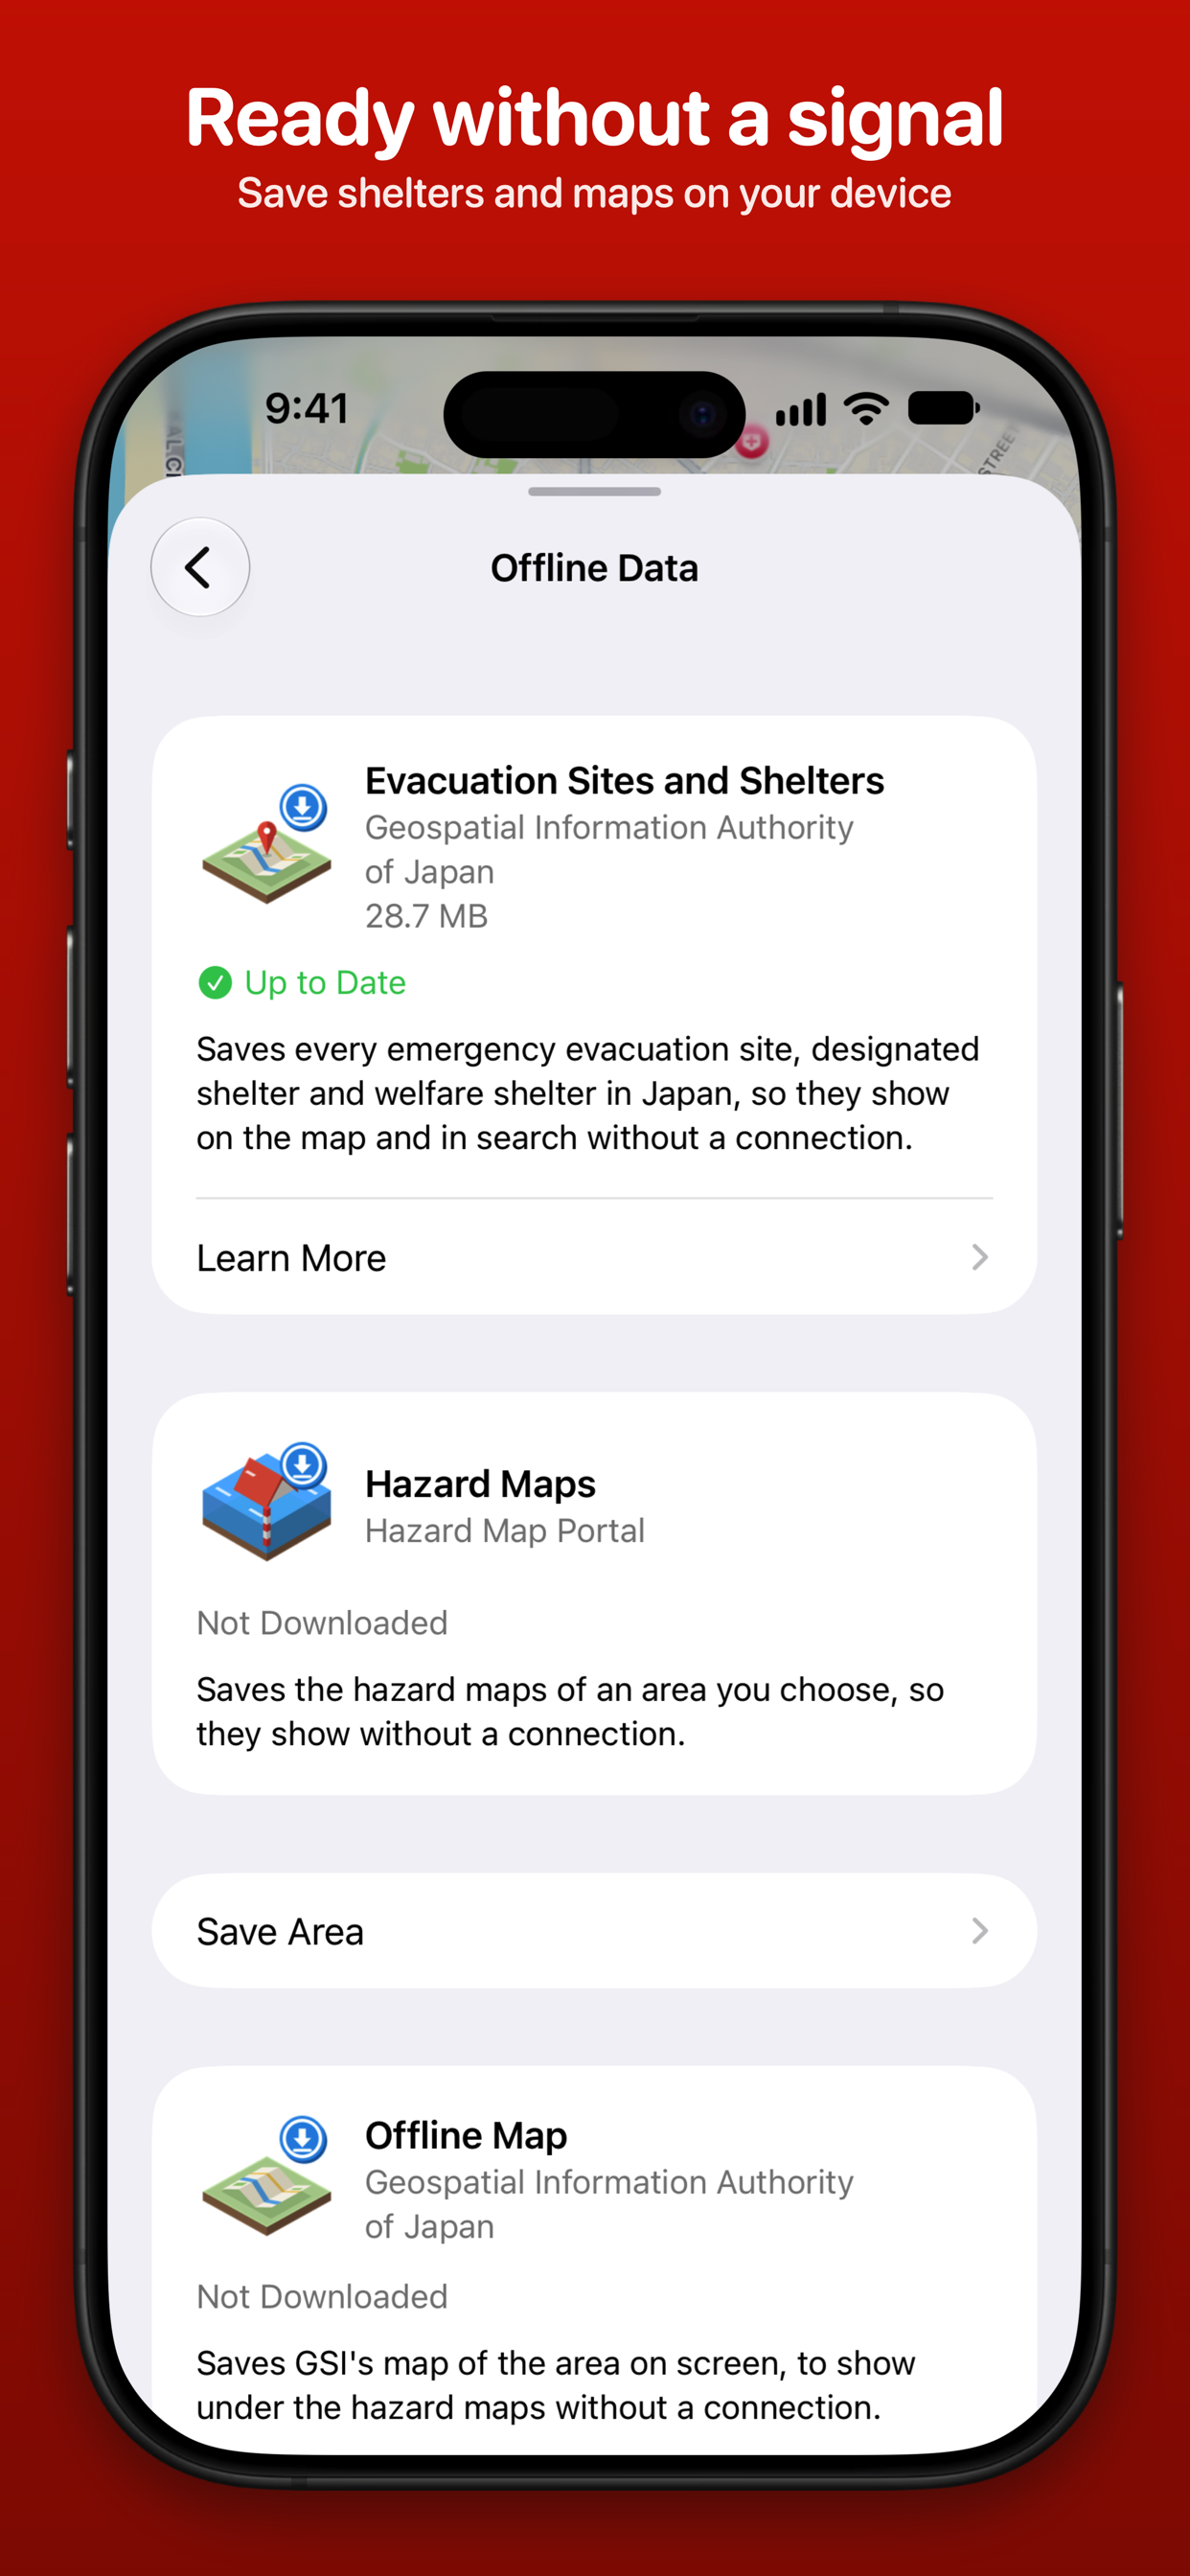 Ready without a signal
Save shelters and maps on your device
9:41
STREE
Offline Data
Evacuation Sites and Shelters
Geospatial Information Authority
of Japan
28.7 MB
Up to Date
Saves every emergency evacuation site, designated
shelter and welfare shelter in Japan, so they show
on the map and in search without a connection.
Learn More
Hazard Maps
Hazard Map Portal
Not Downloaded
Saves the hazard maps of an area you choose, so
they show without a connection.
Save Area
Offline Map
Geospatial Information Authority
of Japan
Not Downloaded
Saves GSI's map of the area on screen, to show
under the hazard maps without a connection.